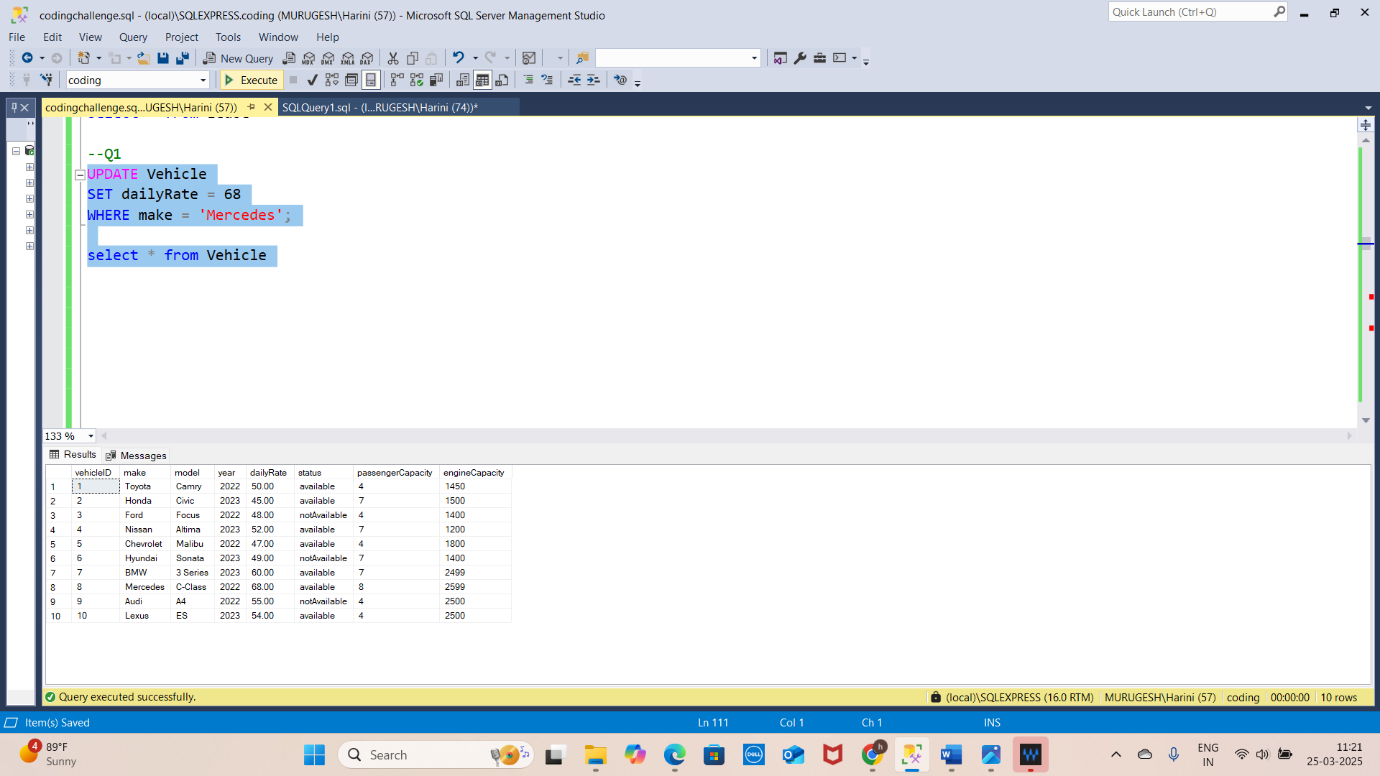 codingchallenge.sql - (local)\SQLEXPRESS.coding (MURUGESH\Harini (57)) - Microsoft SQL Server Management Studio
Quick Launch (Ctrl+Q)
File Edit View Query Project Tools Window Help
New Query
coding Execute
codingchallenge.sq...UGESH\Harini (57)) SQLQuery1.sql - (l...RUGESH\Harini (74))*
--Q1
UPDATE Vehicle
SET dailyRate = 68
WHERE make = 'Mercedes';
select * from Vehicle
133 %
Results Messages
vehicleID make model year dailyRate status passengerCapacity engineCapacity
1 1 Toyota Camry 2022 50.00 available 4 1450
2 2 Honda Civic 2023 45.00 available 7 1500
3 3 Ford Focus 2022 48.00 notAvailable 4 1400
4 4 Nissan Altima 2023 52.00 available 7 1200
5 5 Chevrolet Malibu 2022 47.00 available 4 1800
6 6 Hyundai Sonata 2023 49.00 notAvailable 7 1400
7 7 BMW 3 Series 2023 60.00 available 7 2499
8 8 Mercedes C-Class 2022 68.00 available 8 2599
9 9 Audi A4 2022 55.00 notAvailable 4 2500
10 10 Lexus ES 2023 54.00 available 4 2500
Query executed successfully. (local)\SQLEXPRESS (16.0 RTM) MURUGESH\Harini (57) coding 00:00:00 10 rows
Item(s) Saved Ln 111 Col 1 Ch 1 INS
4 89°F
Sunny
Search
DELL
h
W
ENG
IN
11:21
25-03-2025